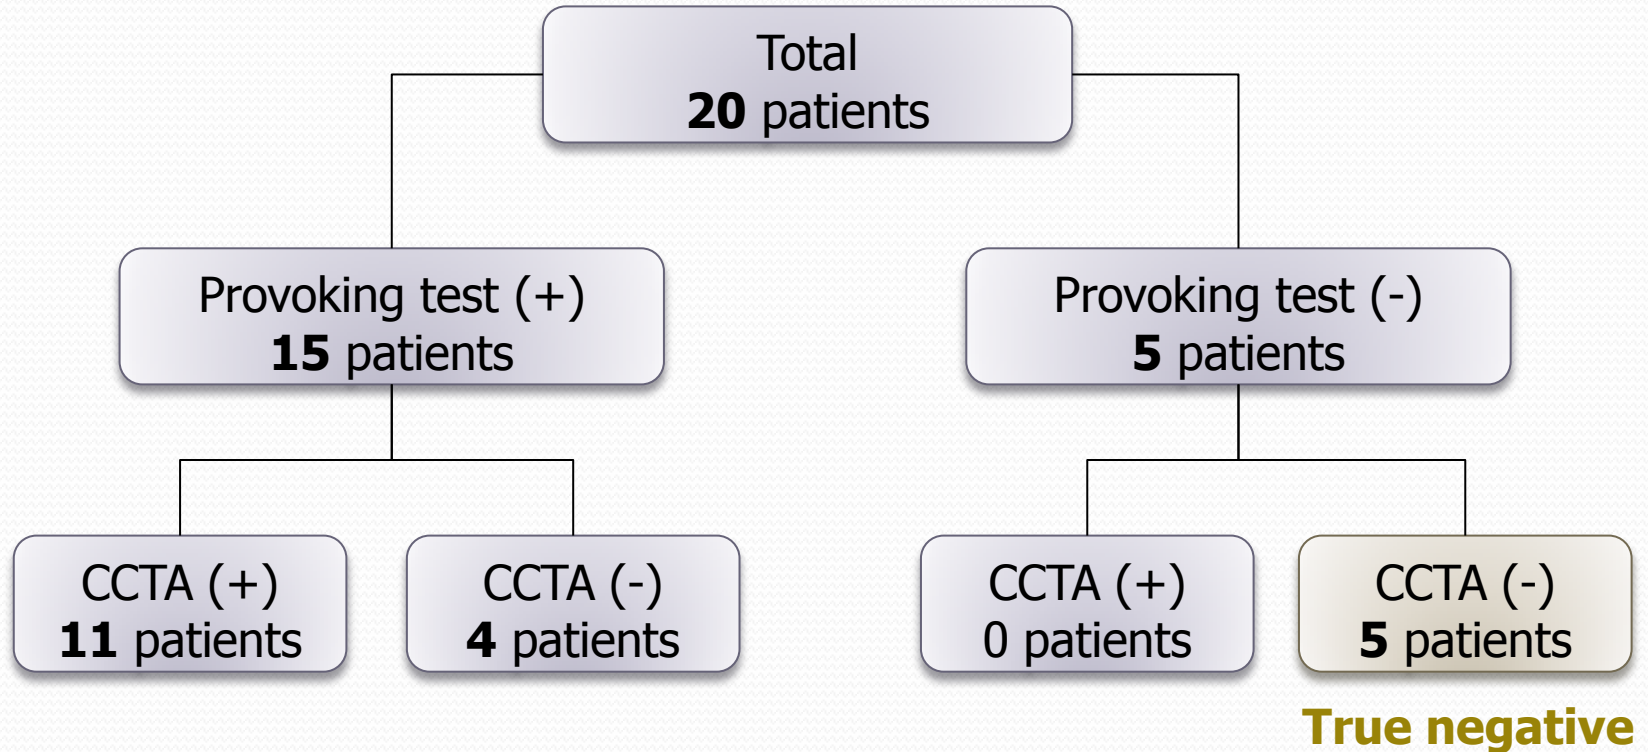 Total
20 patients
Provoking test (+)
15 patients
Provoking test (-)
5 patients
CCTA (+)
11 patients
CCTA (-)
4 patients
CCTA (+)
0 patients
CCTA (-)
5 patients
True negative